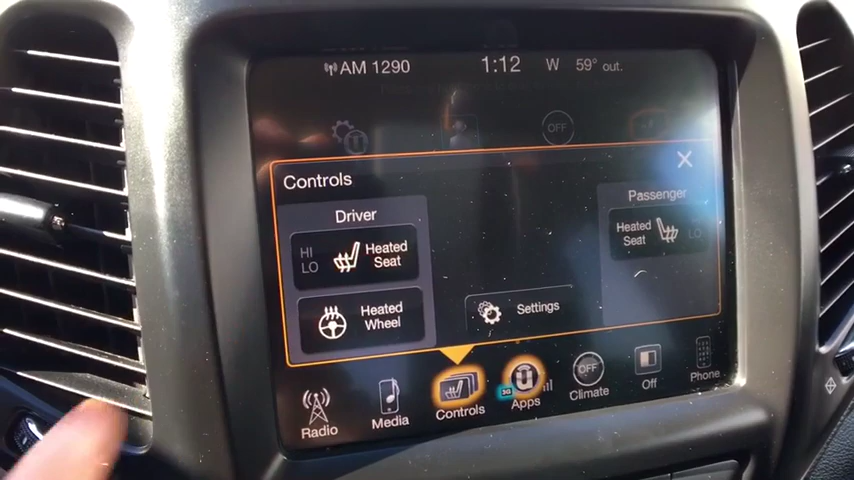 AM 1290 1:12 W 59° out.
OFF
Controls X
Driver Passenger
HI
LO
Heated
Seat
Heated
Seat
LO
Heated
Wheel
Settings
Radio Media Controls 3G Apps OFF Climate Off Phone